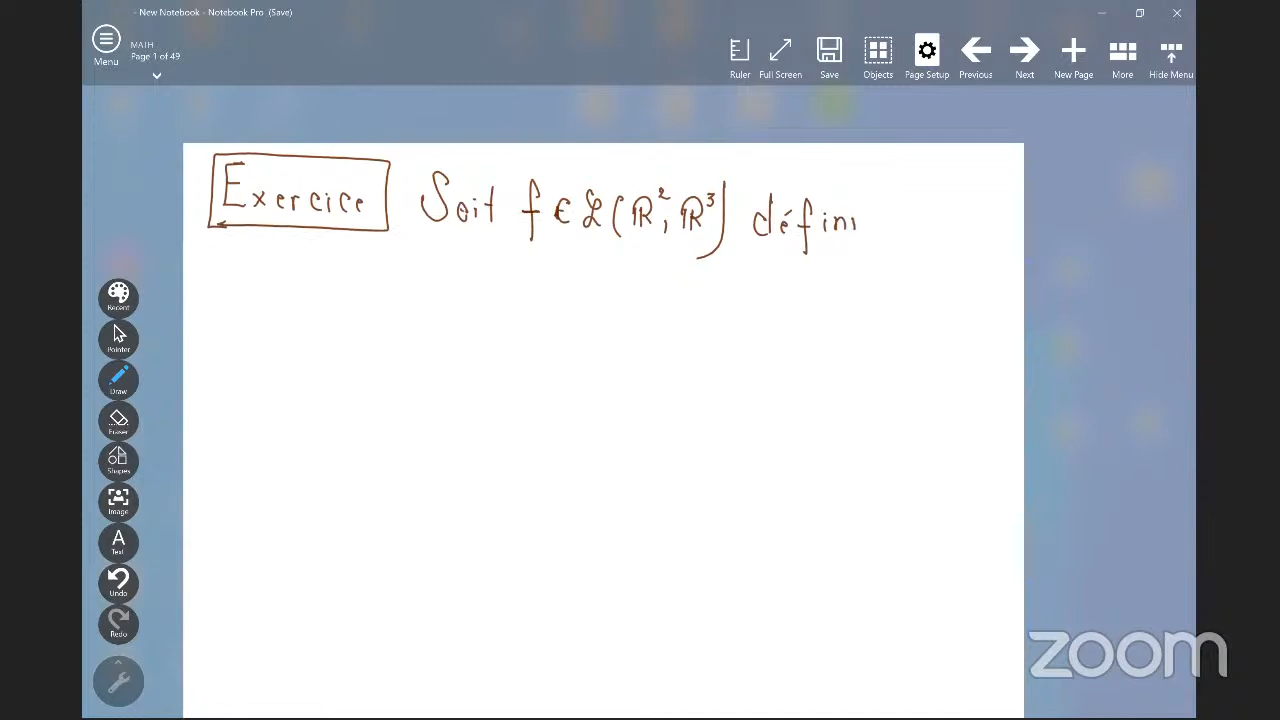 - New Notebook - Notebook Pro (Save)
Menu
MATH
Page 1 of 49
Ruler
Full Screen
Save
Objects
Page Setup
Previous
Next
New Page
More
Hide Menu
Exercice Soit f ∈ ℒ(ℝ², ℝ³) défini
Recent
Pointer
Draw
Eraser
Shapes
Image
A
Text
Undo
Redo
zoom